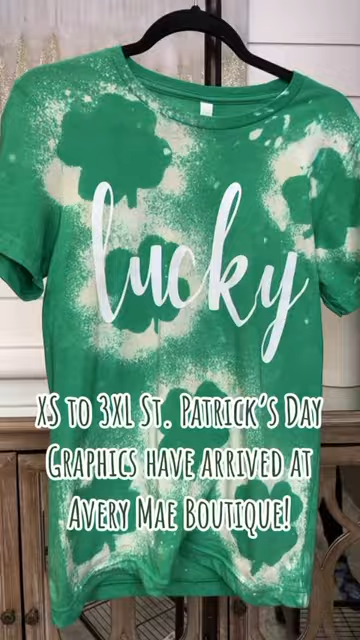 lucky
XS to 3XL St. Patrick's Day
Graphics have arrived at
Avery Mae Boutique!